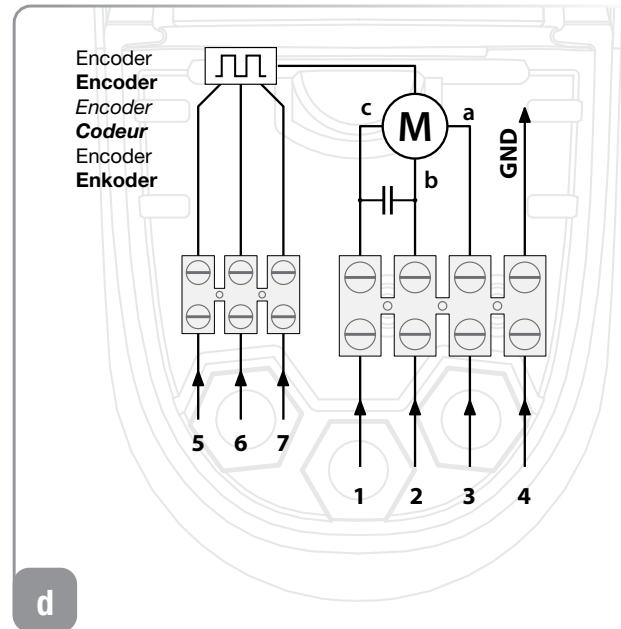 Encoder
Encoder
Encoder
Codeur
Encoder
Enkoder
c
M
a
b
GND
5 6 7
1 2 3 4
d